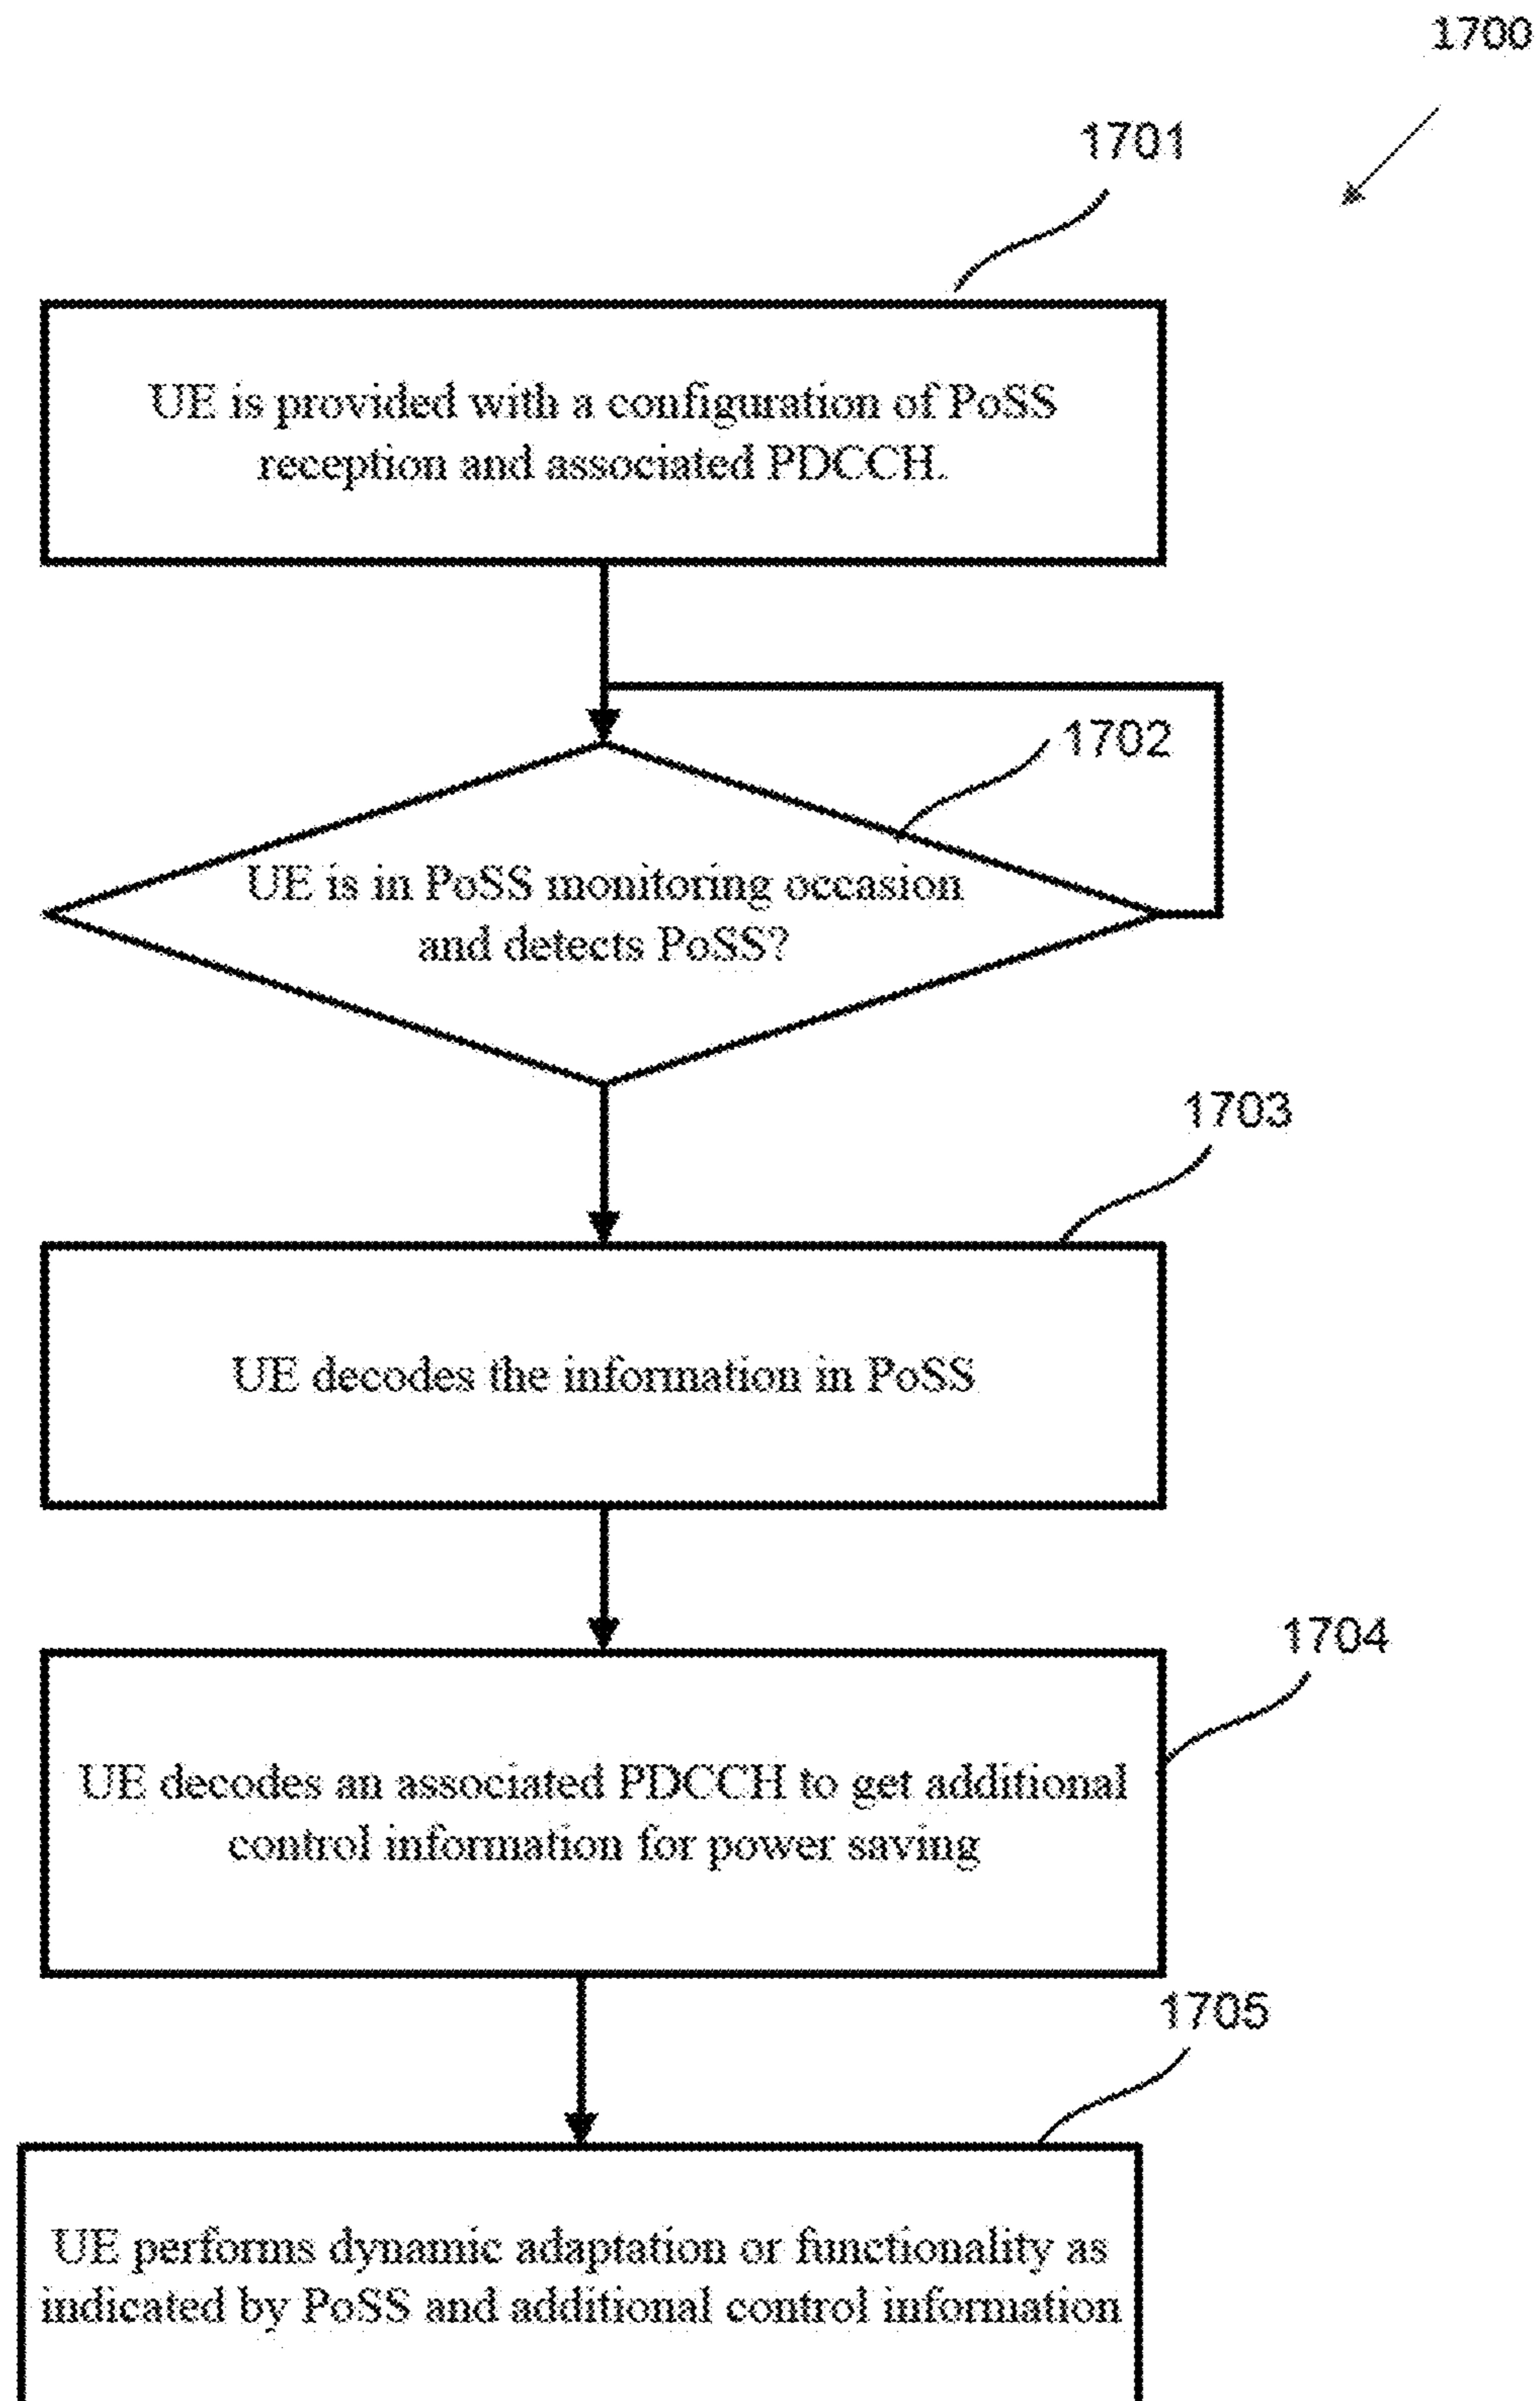 1700
1701
UE is provided with a configuration of PoSS
reception and associated PDCCH.
1702
UE is in PoSS monitoring occasion
and detects PoSS?
1703
UE decodes the information in PoSS
1704
UE decodes an associated PDCCH to get additional
control information for power saving
1705
UE performs dynamic adaptation or functionality as
indicated by PoSS and additional control information